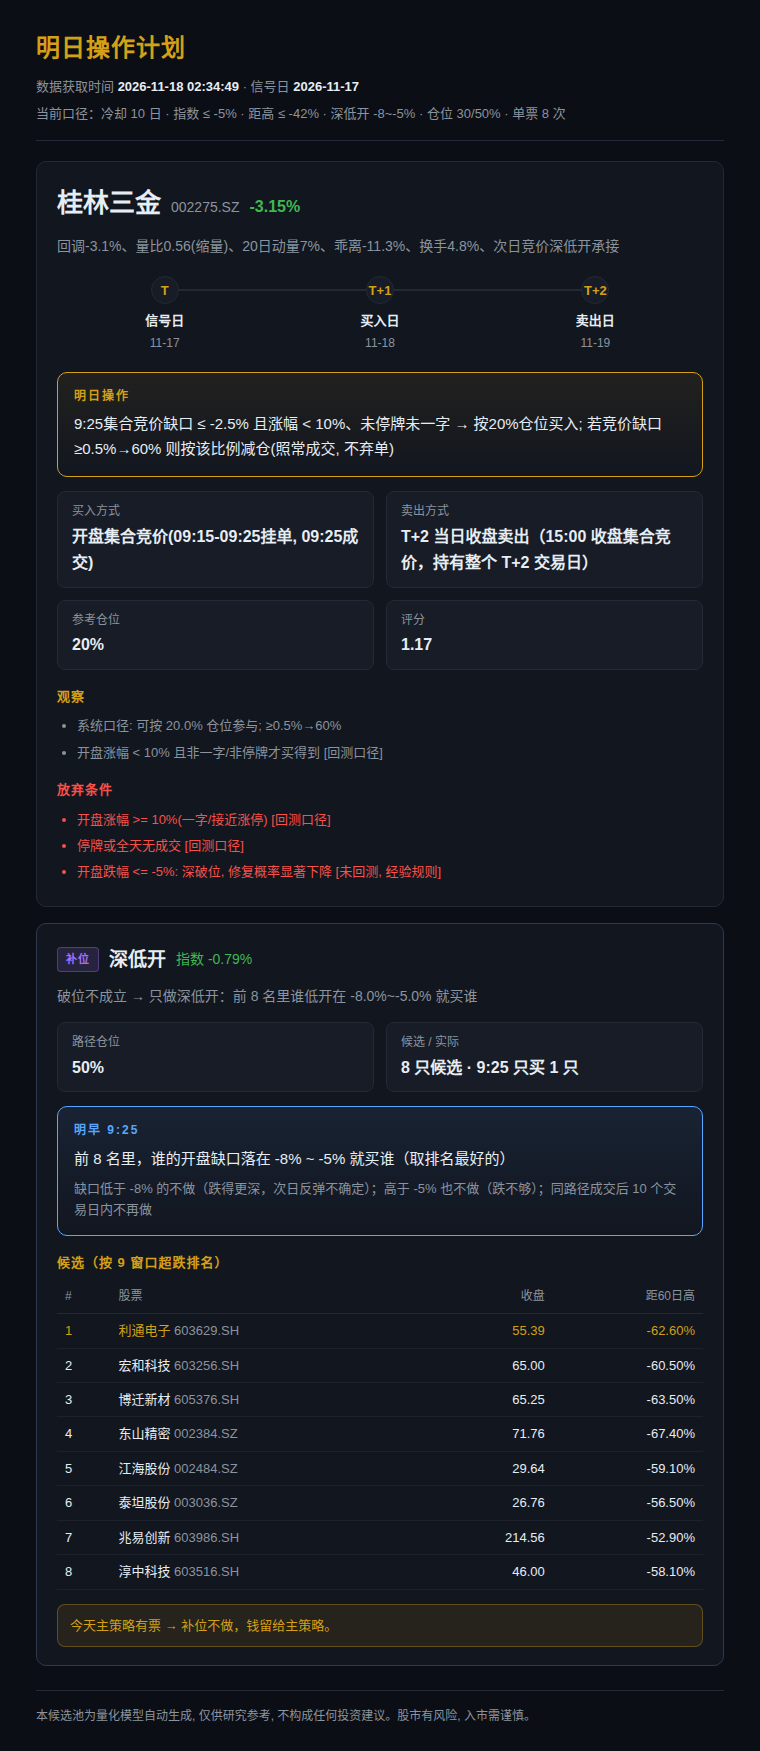 明日操作计划
数据获取时间 2026-11-18 02:34:49 · 信号日 2026-11-17
当前口径：冷却 10 日 · 指数 ≤ -5% · 距高 ≤ -42% · 深低开 -8~-5% · 仓位 30/50% · 单票 8 次
桂林三金 002275.SZ -3.15%
回调-3.1%、量比0.56(缩量)、20日动量7%、乖离-11.3%、换手4.8%、次日竞价深低开承接
T T+1 T+2
信号日 买入日 卖出日
11-17 11-18 11-19
明日操作
9:25集合竞价缺口 ≤ -2.5% 且涨幅 < 10%、未停牌未一字 → 按20%仓位买入; 若竞价缺口
≥0.5%→60% 则按该比例减仓(照常成交, 不弃单)
买入方式
开盘集合竞价(09:15-09:25挂单, 09:25成
交)
卖出方式
T+2 当日收盘卖出（15:00 收盘集合竞
价，持有整个 T+2 交易日）
参考仓位
20%
评分
1.17
观察
• 系统口径: 可按 20.0% 仓位参与; ≥0.5%→60%
• 开盘涨幅 < 10% 且非一字/非停牌才买得到 [回测口径]
放弃条件
• 开盘涨幅 >= 10%(一字/接近涨停) [回测口径]
• 停牌或全天无成交 [回测口径]
• 开盘跌幅 <= -5%: 深破位, 修复概率显著下降 [未回测, 经验规则]
补位 深低开 指数 -0.79%
破位不成立 → 只做深低开：前 8 名里谁低开在 -8.0%~-5.0% 就买谁
路径仓位
50%
候选 / 实际
8 只候选 · 9:25 只买 1 只
明早 9:25
前 8 名里，谁的开盘缺口落在 -8% ~ -5% 就买谁（取排名最好的）
缺口低于 -8% 的不做（跌得更深，次日反弹不确定）；高于 -5% 也不做（跌不够）；同路径成交后 10 个交
易日内不再做
候选（按 9 窗口超跌排名）
# 股票 收盘 距60日高
1 利通电子 603629.SH 55.39 -62.60%
2 宏和科技 603256.SH 65.00 -60.50%
3 博迁新材 605376.SH 65.25 -63.50%
4 东山精密 002384.SZ 71.76 -67.40%
5 江海股份 002484.SZ 29.64 -59.10%
6 泰坦股份 003036.SZ 26.76 -56.50%
7 兆易创新 603986.SH 214.56 -52.90%
8 淳中科技 603516.SH 46.00 -58.10%
今天主策略有票 → 补位不做，钱留给主策略。
本候选池为量化模型自动生成, 仅供研究参考, 不构成任何投资建议。股市有风险, 入市需谨慎。